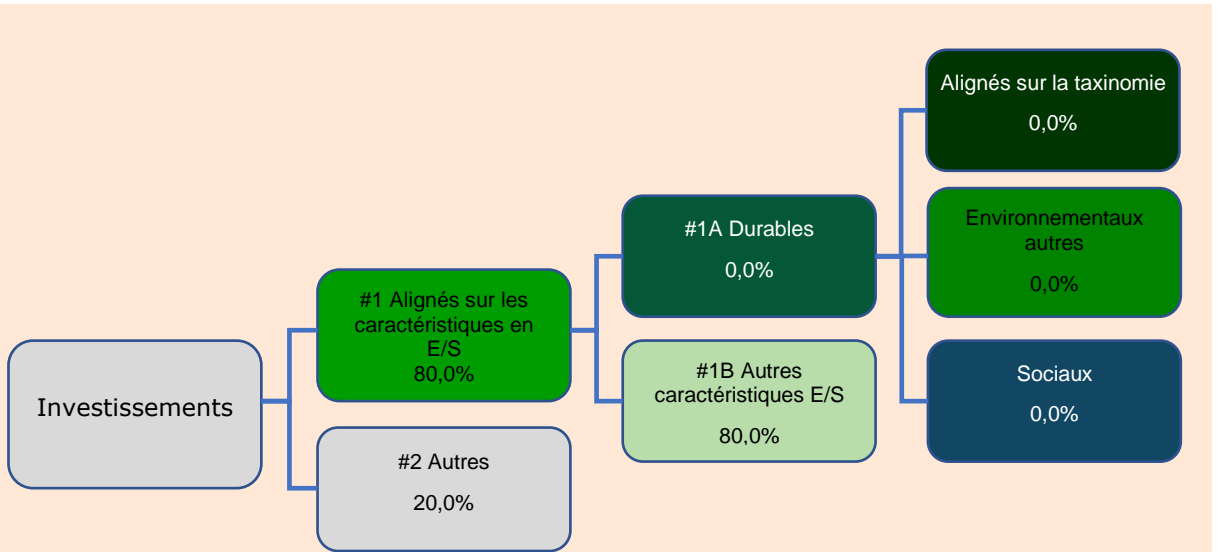 Investissements
#1 Alignés sur les
caractéristiques en
E/S
80,0%
#2 Autres
20,0%
#1A Durables
0,0%
#1B Autres
caractéristiques E/S
80,0%
Alignés sur la taxinomie
0,0%
Environnementaux
autres
0,0%
Sociaux
0,0%